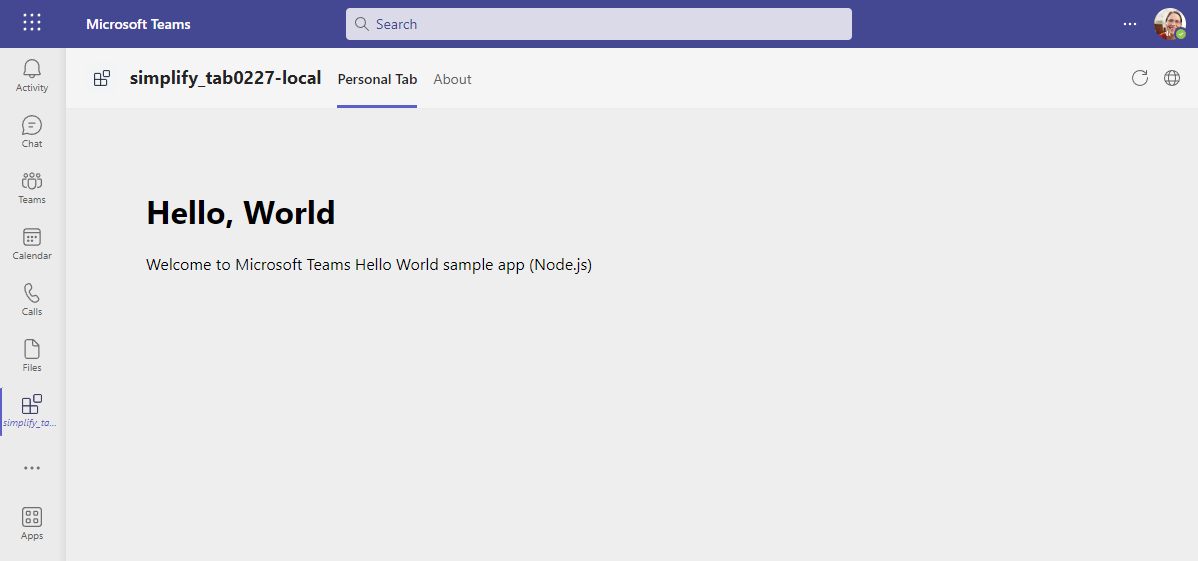 Microsoft Teams
Search
Activity
Chat
Teams
Calendar
Calls
Files
simplify_ta...
Apps
simplify_tab0227-local
Personal Tab
About
Hello, World
Welcome to Microsoft Teams Hello World sample app (Node.js)